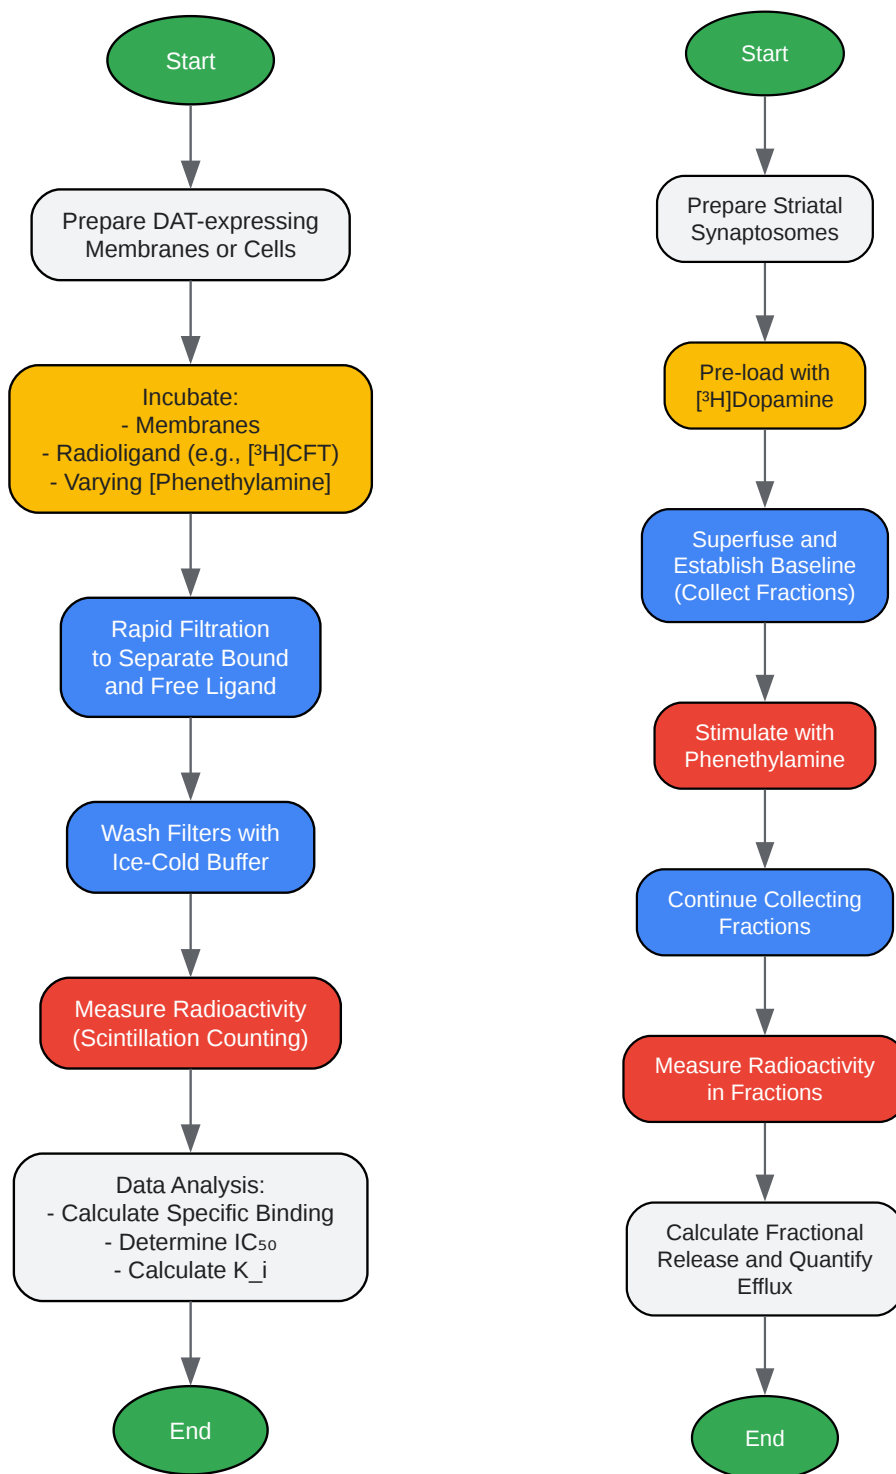 Start
Prepare DAT-expressing
Membranes or Cells
Incubate:
- Membranes
- Radioligand (e.g., [³H]CFT)
- Varying [Phenethylamine]
Rapid Filtration
to Separate Bound
and Free Ligand
Wash Filters with
Ice-Cold Buffer
Measure Radioactivity
(Scintillation Counting)
Data Analysis:
- Calculate Specific Binding
- Determine IC₅₀
- Calculate K_i
End
Start
Prepare Striatal
Synaptosomes
Pre-load with
[³H]Dopamine
Superfuse and
Establish Baseline
(Collect Fractions)
Stimulate with
Phenethylamine
Continue Collecting
Fractions
Measure Radioactivity
in Fractions
Calculate Fractional
Release and Quantify
Efflux
End